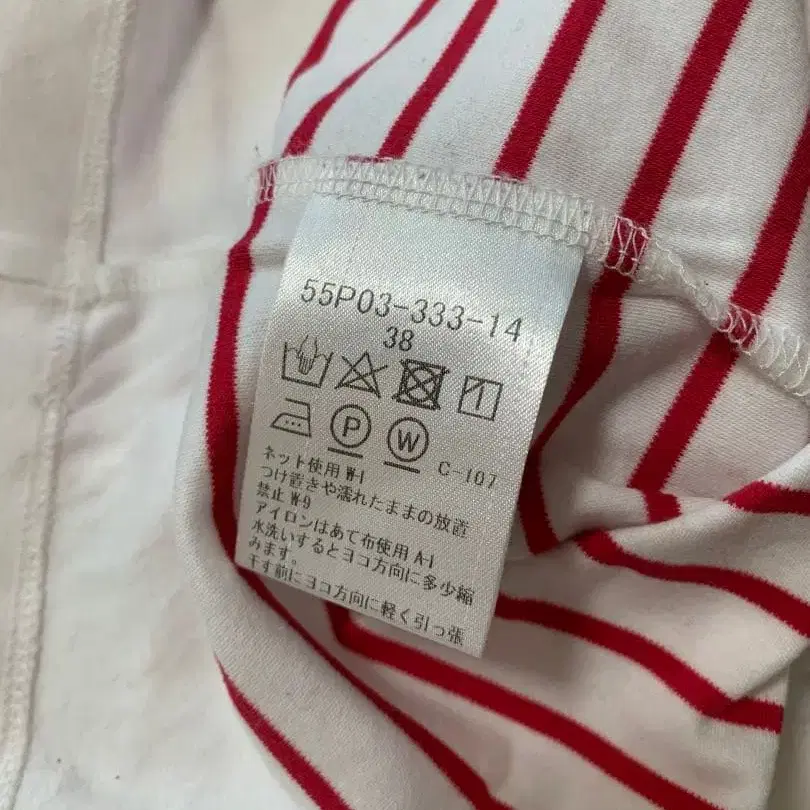 55P03-333-14
38
P W C-107
ネット使用 W-1
つけ置きや濡れたままの放置
禁止 W-9
アイロンはあて布使用 A-1
水洗いするとヨコ方向に多少縮
みます。
干す前にヨコ方向に軽く引っ張